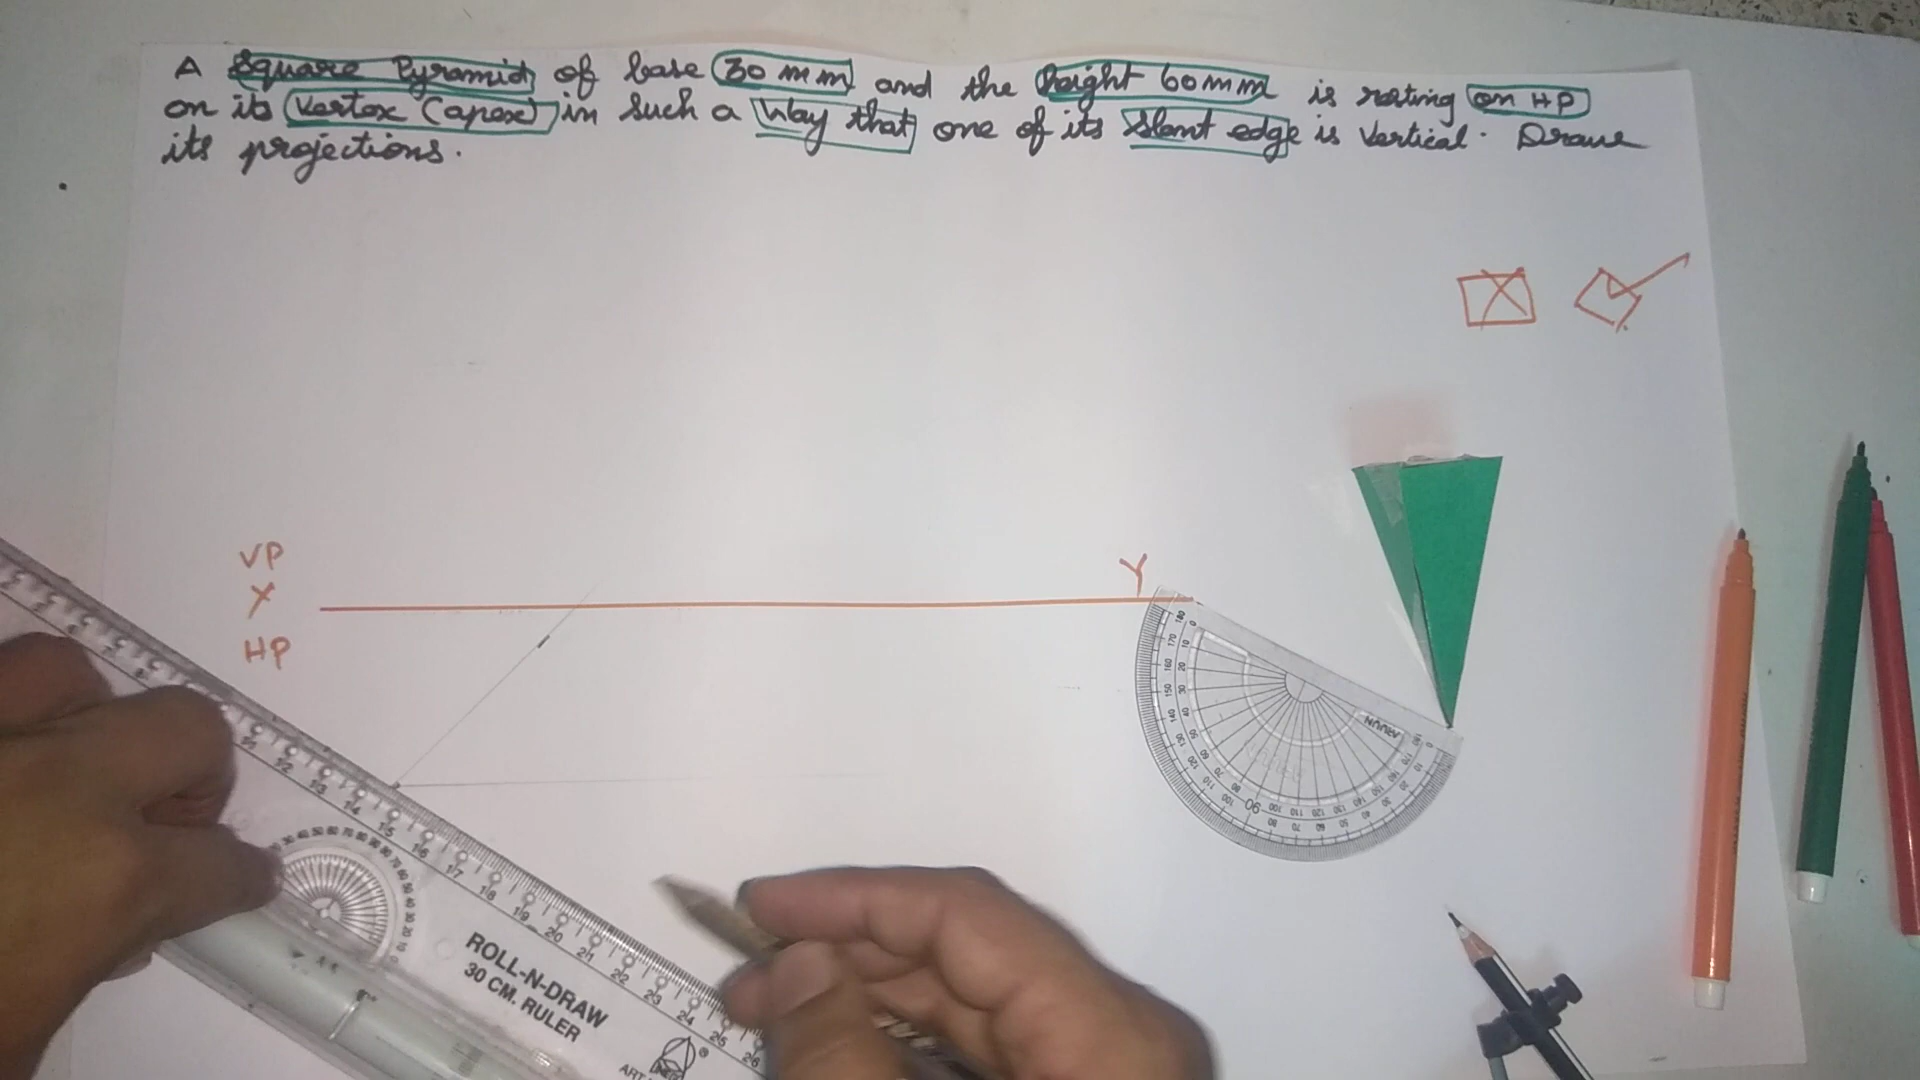 A Square Pyramid of base 30 mm and the height 60mm is resting on HP
on its Vertex (apex) in such a way that one of its slant edge is vertical. Draw
its projections.
VP
X
Y
HP
ARJUN
ROLL-N-DRAW
30 CM. RULER